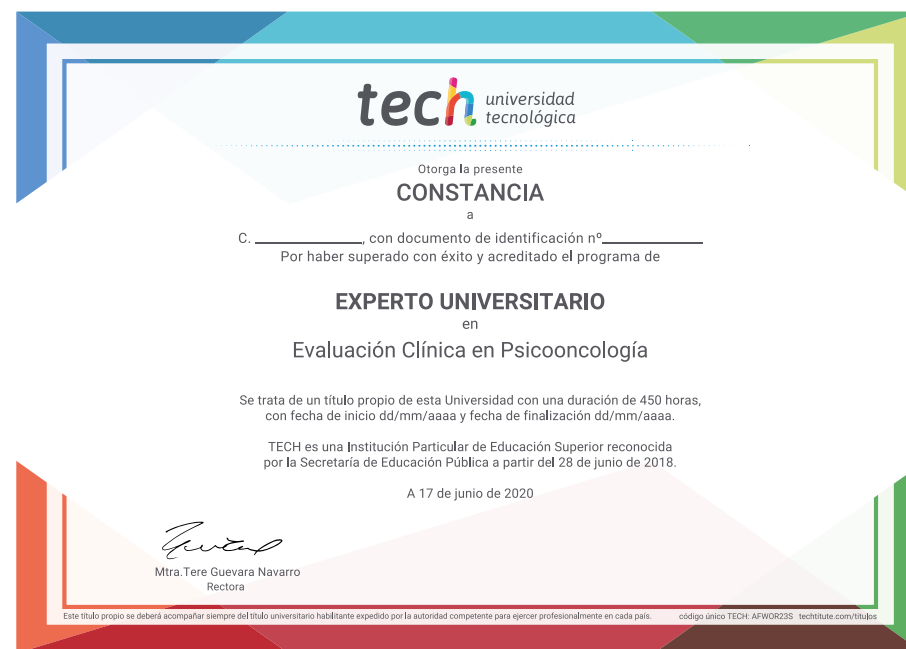 tech universidad
tecnológica
Otorga la presente
CONSTANCIA
a
C. ____________, con documento de identificación nº____________
Por haber superado con éxito y acreditado el programa de
EXPERTO UNIVERSITARIO
en
Evaluación Clínica en Psicooncología
Se trata de un título propio de esta Universidad con una duración de 450 horas,
con fecha de inicio dd/mm/aaaa y fecha de finalización dd/mm/aaaa.
TECH es una Institución Particular de Educación Superior reconocida
por la Secretaría de Educación Pública a partir del 28 de junio de 2018.
A 17 de junio de 2020
Mtra.Tere Guevara Navarro
Rectora
Este título propio se deberá acompañar siempre del título universitario habilitante expedido por la autoridad competente para ejercer profesionalmente en cada país. código único TECH: AFWOR23S techtitute.com/titulos